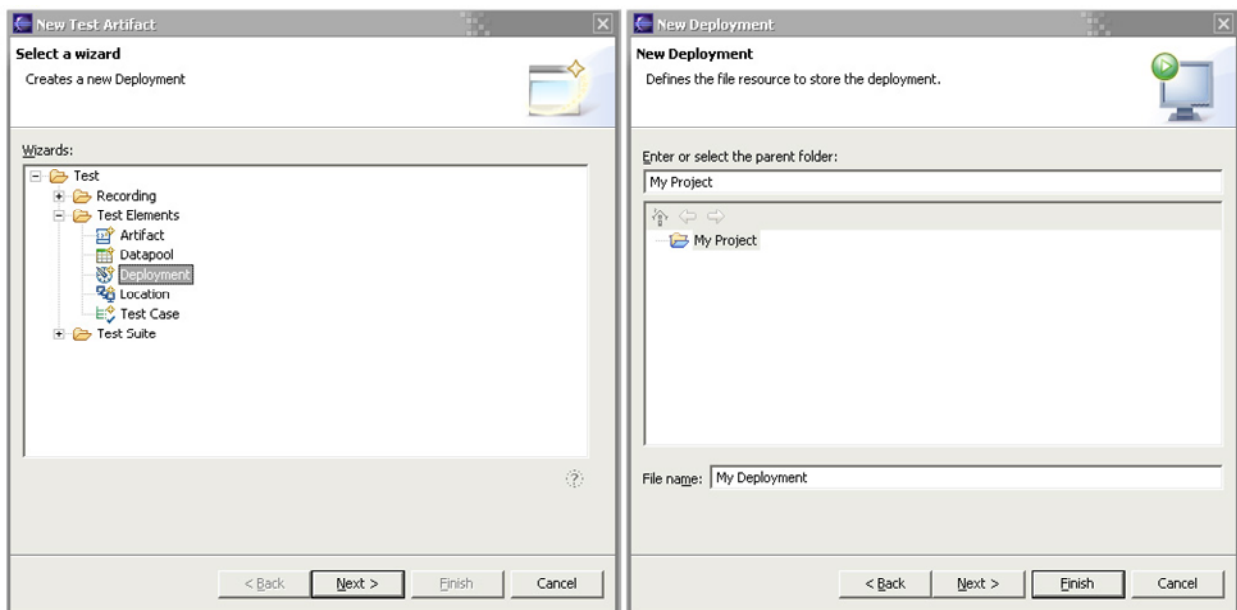 New Test Artifact
Select a wizard
Creates a new Deployment
Wizards:
Test
Recording
Test Elements
Artifact
Datapool
Deployment
Location
Test Case
Test Suite
< Back
Next >
Finish
Cancel
New Deployment
New Deployment
Defines the file resource to store the deployment.
Enter or select the parent folder:
My Project
My Project
File name: My Deployment
< Back
Next >
Finish
Cancel